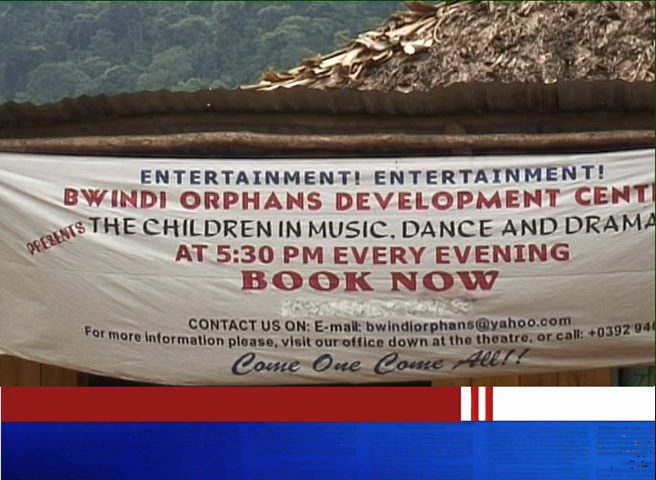 ENTERTAINMENT! ENTERTAINMENT!
BWINDI ORPHANS DEVELOPMENT CENT
PRESENTS THE CHILDREN IN MUSIC, DANCE AND DRAMA
AT 5:30 PM EVERY EVENING
BOOK NOW
CONTACT US ON: E-mail: bwindiorphans@yahoo.com
For more information please, visit our office down at the theatre, or call: +0392 94
Come One Come All!!